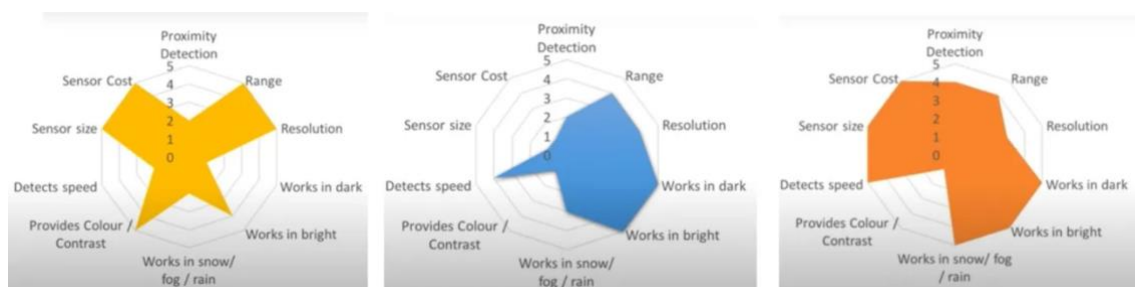 Proximity
Detection
Sensor Cost
5
Range
4
3
Sensor size
2
Resolution
1
0
Detects speed
Works in dark
Provides Colour /
Contrast
Works in bright
Works in snow/
fog / rain
Proximity
Detection
Sensor Cost
5
Range
4
3
Sensor size
2
Resolution
1
0
Detects speed
Works in dark
Provides Colour /
Contrast
Works in bright
Works in snow/
fog / rain
Proximity
Detection
Sensor Cost
5
Range
4
3
Sensor size
2
Resolution
1
0
Detects speed
Works in dark
Provides Colour /
Contrast
Works in bright
Works in snow/ fog
/ rain